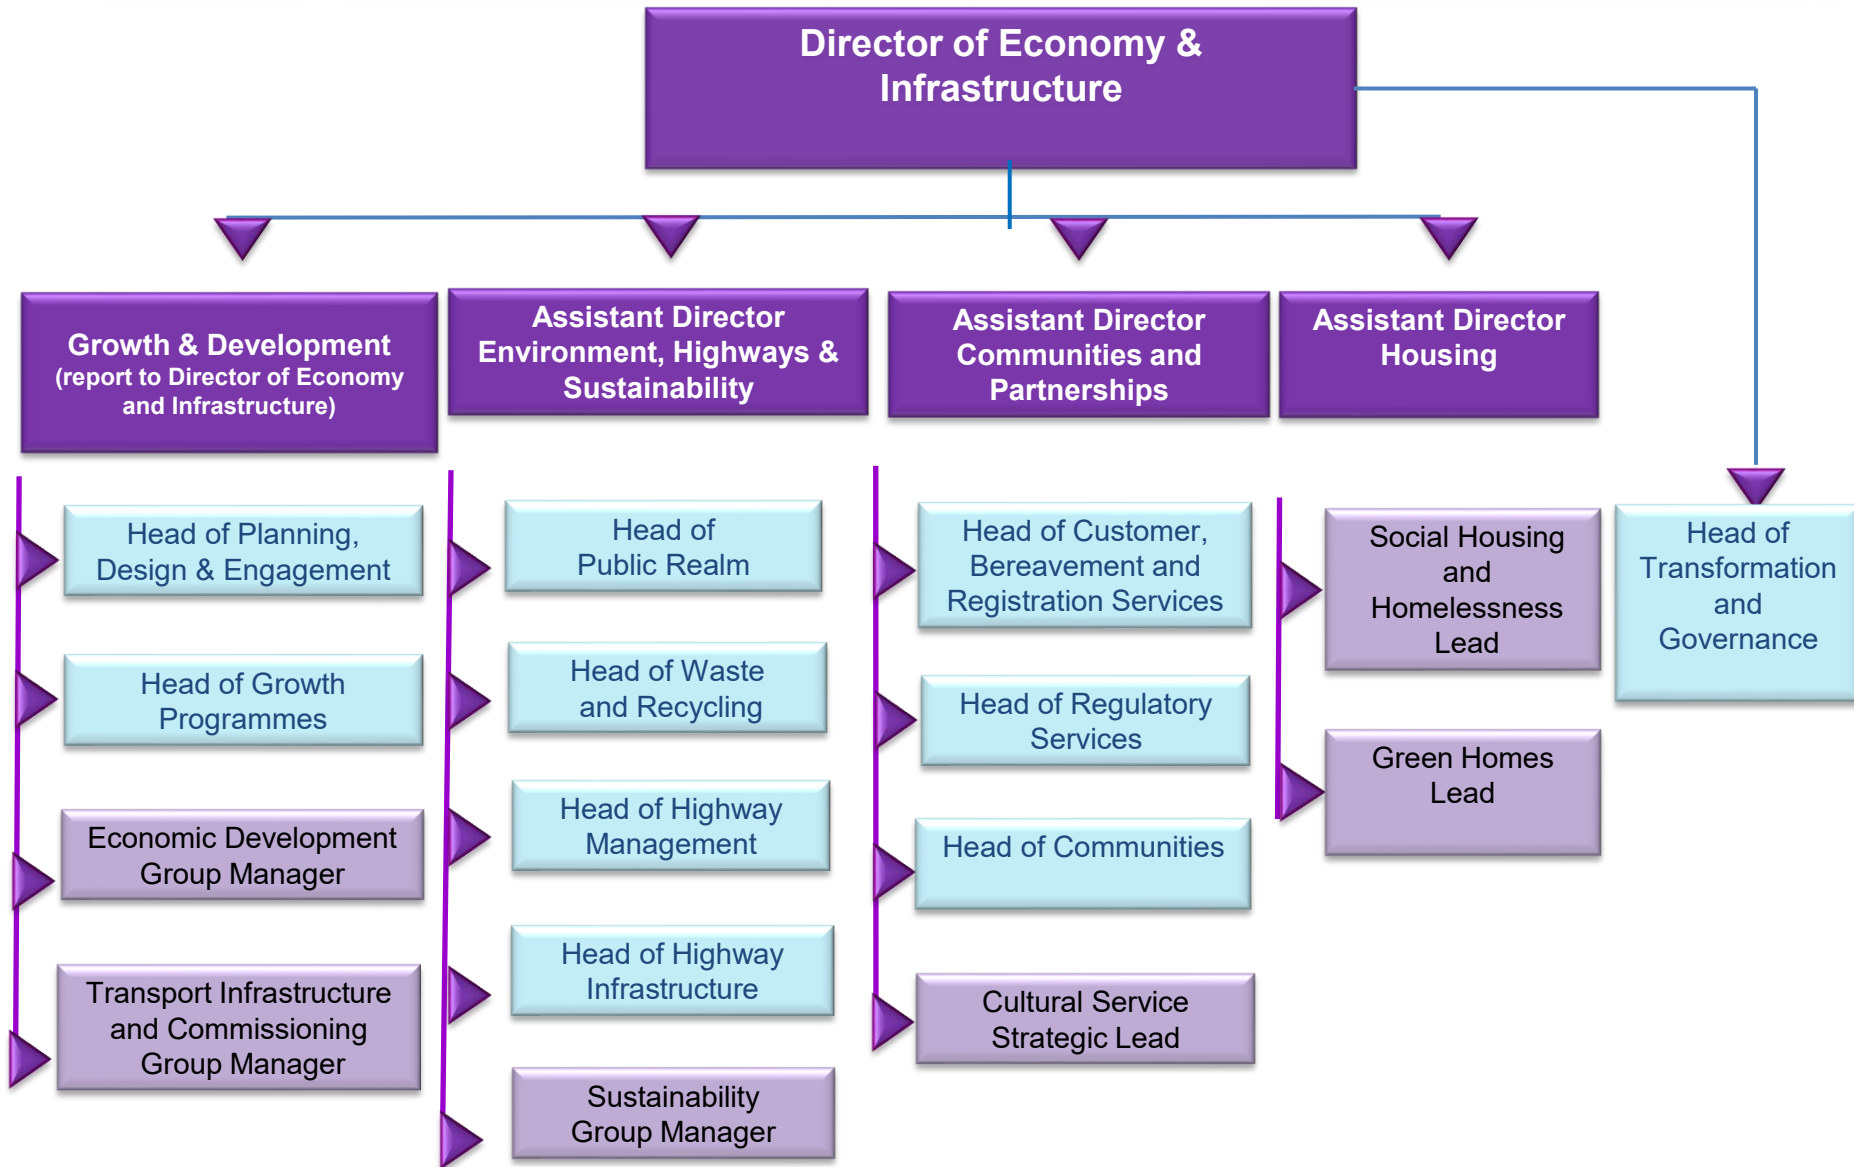 Director of Economy &
Infrastructure
Growth & Development
(report to Director of Economy
and Infrastructure)
Assistant Director
Environment, Highways &
Sustainability
Assistant Director
Communities and
Partnerships
Assistant Director
Housing
Head of Planning,
Design & Engagement
Head of Growth
Programmes
Economic Development
Group Manager
Transport Infrastructure
and Commissioning
Group Manager
Head of
Public Realm
Head of Waste
and Recycling
Head of Highway
Management
Head of Highway
Infrastructure
Sustainability
Group Manager
Head of Customer,
Bereavement and
Registration Services
Head of Regulatory
Services
Head of Communities
Cultural Service
Strategic Lead
Social Housing
and
Homelessness
Lead
Green Homes
Lead
Head of
Transformation
and
Governance